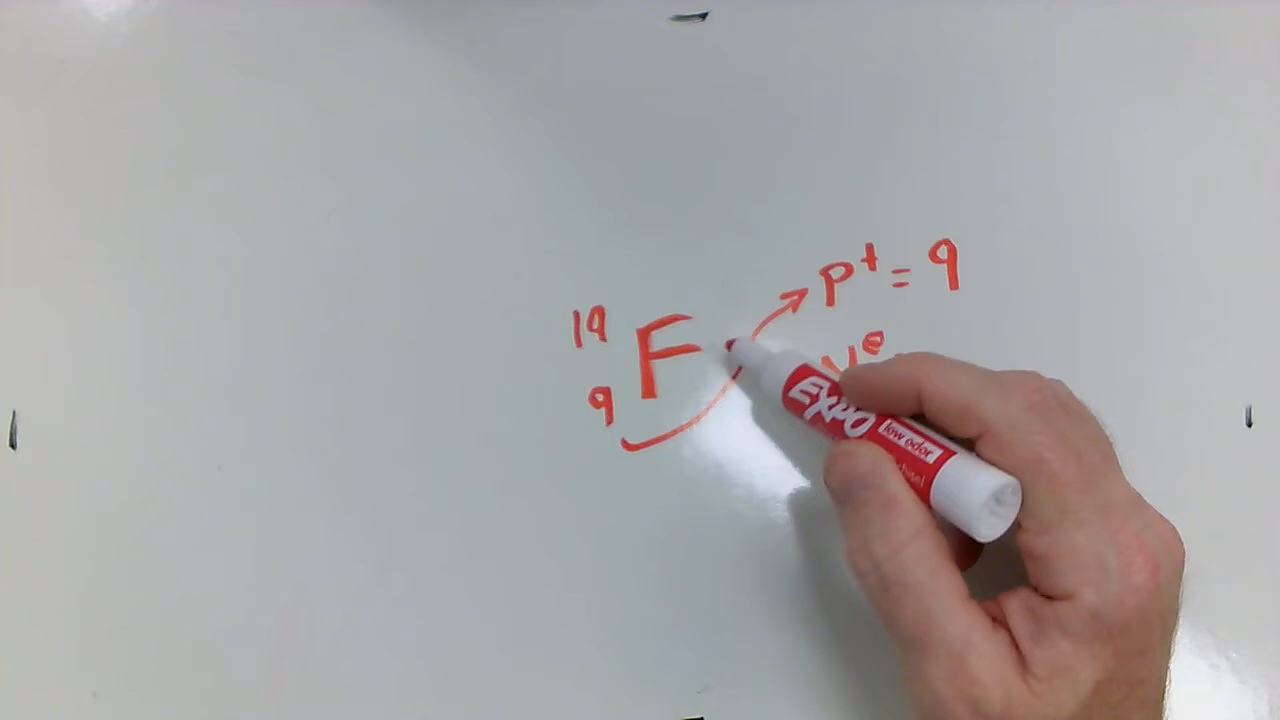 19
9 F
P+ = 9
EXPO
low odor